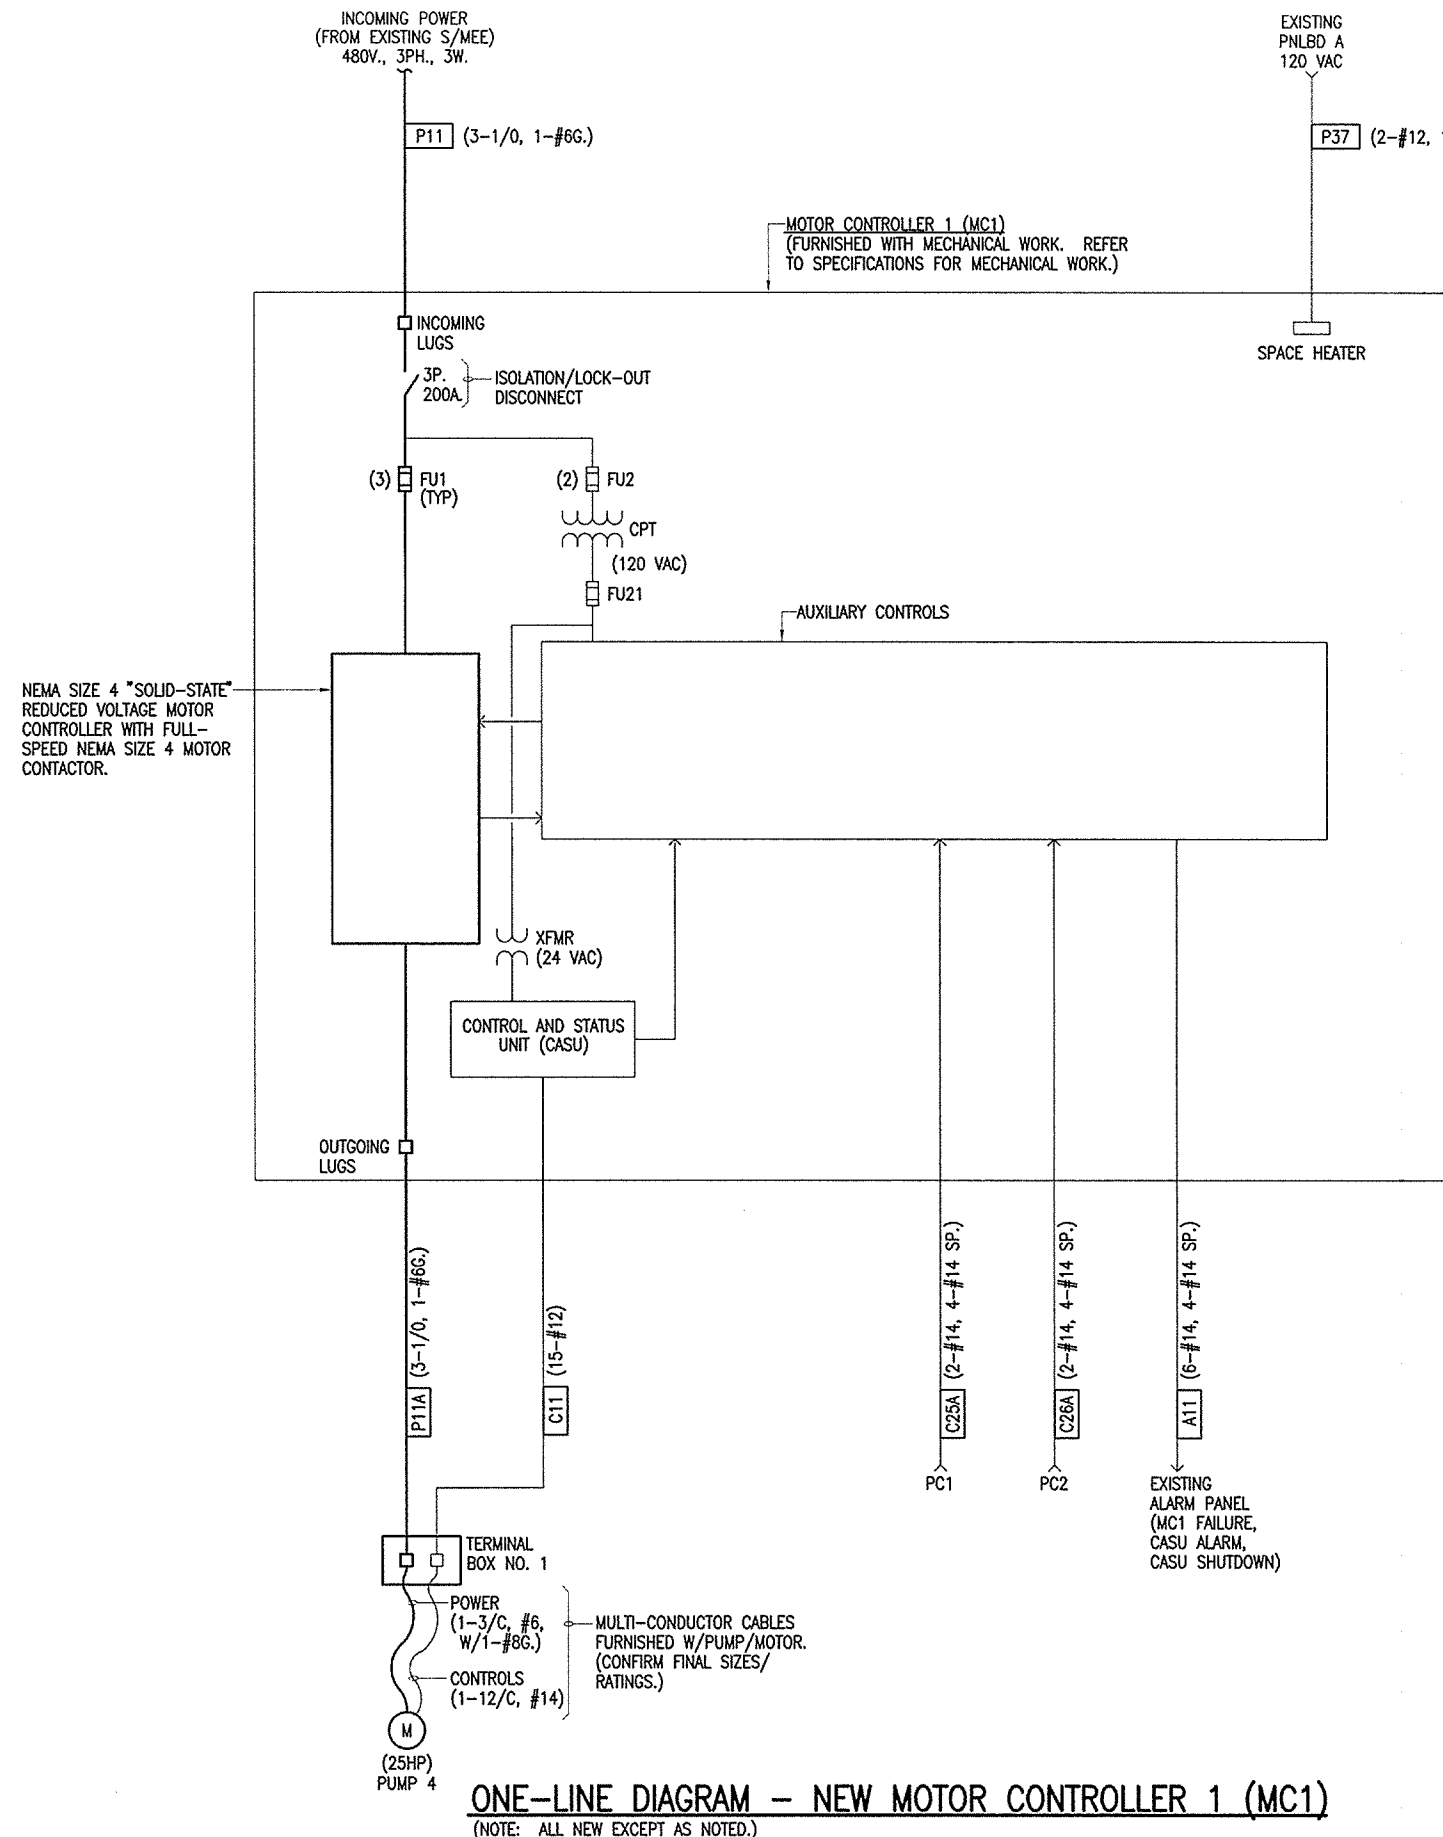 INCOMING POWER
(FROM EXISTING S/MEE)
480V., 3PH., 3W.
EXISTING
PNLBD A
120 VAC
P11 (3-1/0, 1-#6G.)
P37 (2-#12,
MOTOR CONTROLLER 1 (MC1)
(FURNISHED WITH MECHANICAL WORK. REFER
TO SPECIFICATIONS FOR MECHANICAL WORK.)
INCOMING
LUGS
SPACE HEATER
3P.
200A.
ISOLATION/LOCK-OUT
DISCONNECT
(3) FU1
(TYP)
(2) FU2
CPT
(120 VAC)
FU21
AUXILIARY CONTROLS
NEMA SIZE 4 "SOLID-STATE"
REDUCED VOLTAGE MOTOR
CONTROLLER WITH FULL-
SPEED NEMA SIZE 4 MOTOR
CONTACTOR.
XFMR
(24 VAC)
CONTROL AND STATUS
UNIT (CASU)
OUTGOING
LUGS
P11A (3-1/0, 1-#6G.)
C11 (15-#12)
C25A (2-#14, 4-#14 SP.)
C26A (2-#14, 4-#14 SP.)
A11 (6-#14, 4-#14 SP.)
PC1
PC2
EXISTING
ALARM PANEL
(MC1 FAILURE,
CASU ALARM,
CASU SHUTDOWN)
TERMINAL
BOX NO. 1
POWER
(1-3/C, #6,
W/1-#8G.)
CONTROLS
(1-12/C, #14)
MULTI-CONDUCTOR CABLES
FURNISHED W/PUMP/MOTOR.
(CONFIRM FINAL SIZES/
RATINGS.)
M
(25HP)
PUMP 4
ONE-LINE DIAGRAM - NEW MOTOR CONTROLLER 1 (MC1)
(NOTE: ALL NEW EXCEPT AS NOTED.)